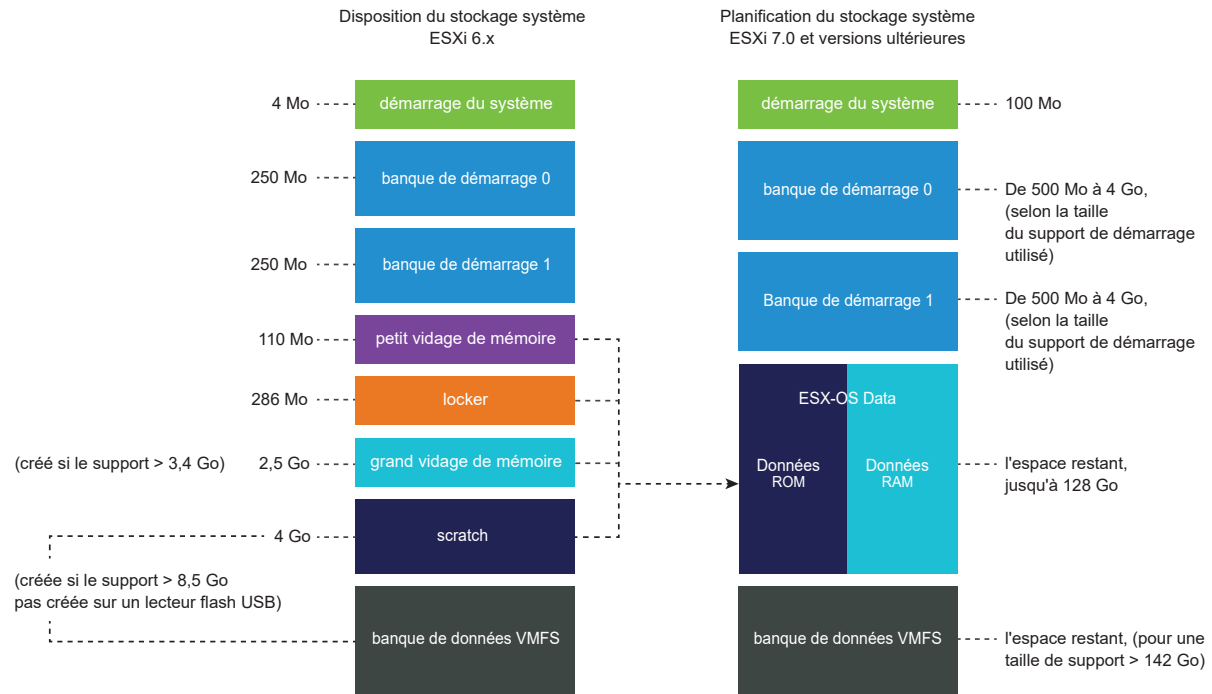 Disposition du stockage système
ESXi 6.x
4 Mo
démarrage du système
250 Mo
banque de démarrage 0
250 Mo
banque de démarrage 1
110 Mo
petit vidage de mémoire
286 Mo
locker
(créé si le support > 3,4 Go)
2,5 Go
grand vidage de mémoire
4 Go
scratch
(créée si le support > 8,5 Go
pas créée sur un lecteur flash USB)
banque de données VMFS
Planification du stockage système
ESXi 7.0 et versions ultérieures
démarrage du système
100 Mo
banque de démarrage 0
De 500 Mo à 4 Go,
(selon la taille
du support de démarrage
utilisé)
Banque de démarrage 1
De 500 Mo à 4 Go,
(selon la taille
du support de démarrage
utilisé)
ESX-OS Data
Données
ROM
Données
RAM
l'espace restant,
jusqu'à 128 Go
banque de données VMFS
l'espace restant, (pour une
taille de support > 142 Go)